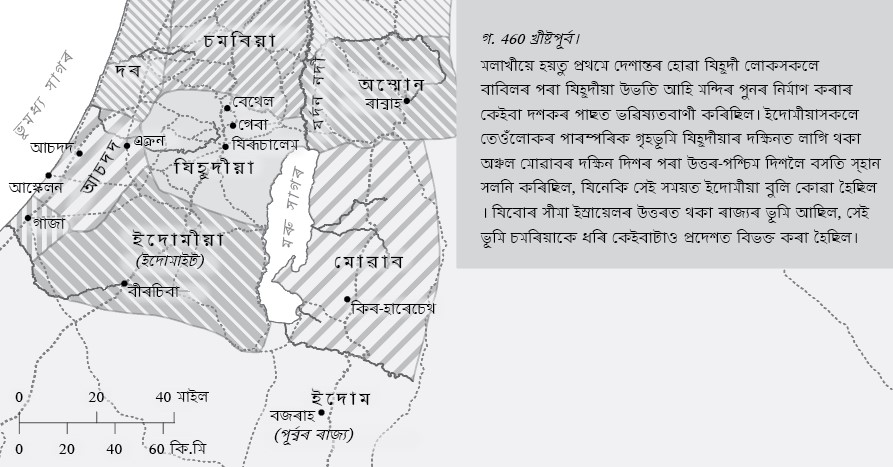 গ. 460 খ্ৰীষ্টপূৰ্ব।
মলাখীয়ে হয়তু প্ৰথমে দেশান্তৰ হোৱা যিহূদী লোকসকলে
বাবিলৰ পৰা যিহূদীয়া উভতি আহি মন্দিৰ পুনৰ নিৰ্মাণ কৰাৰ
কেইবা দশকৰ পাছত ভৱিষ্যতবাণী কৰিছিল। ইদোমীয়াসকলে
তেওঁলোকৰ পাৰম্পৰিক গৃহভূমি যিহূদীয়াৰ দক্ষিনত লাগি থকা
অঞ্চল মোৱাবৰ দক্ষিন দিশৰ পৰা উত্তৰ-পশ্চিম দিশলৈ বসতি স্হান
সলনি কৰিছিল, যিনেকি সেই সময়ত ইদোমীয়া বুলি কোৱা হৈছিল
। যিবোৰ সীমা ইস্ৰায়েলৰ উত্তৰত থকা ৰাজ্যৰ ভূমি আছিল, সেই
ভূমি চমৰিয়াকে ধৰি কেইবাটাও প্ৰদেশত বিভক্ত কৰা হৈছিল।
ভূমধ্য সাগৰ
চমৰিয়া
দৰ
যৰ্দন নদী
অম্মোন
ৰাব্বাহ
বেথেল
গেবা
যিৰূচালেম
আচদদ
এক্ৰন
আচদদ
আস্কেলন
যিহূদীয়া
গাজা
মৰু সাগৰ
ইদোমীয়া
(ইদোমাইট)
মোৱাব
বীৰচিবা
কিৰ-হাৰেচেথ
0 20 40 মাইল
0 20 40 60 কি.মি
ইদোম
বজৰাহ
(পূৰ্ব্বৰ ৰাজ্য)